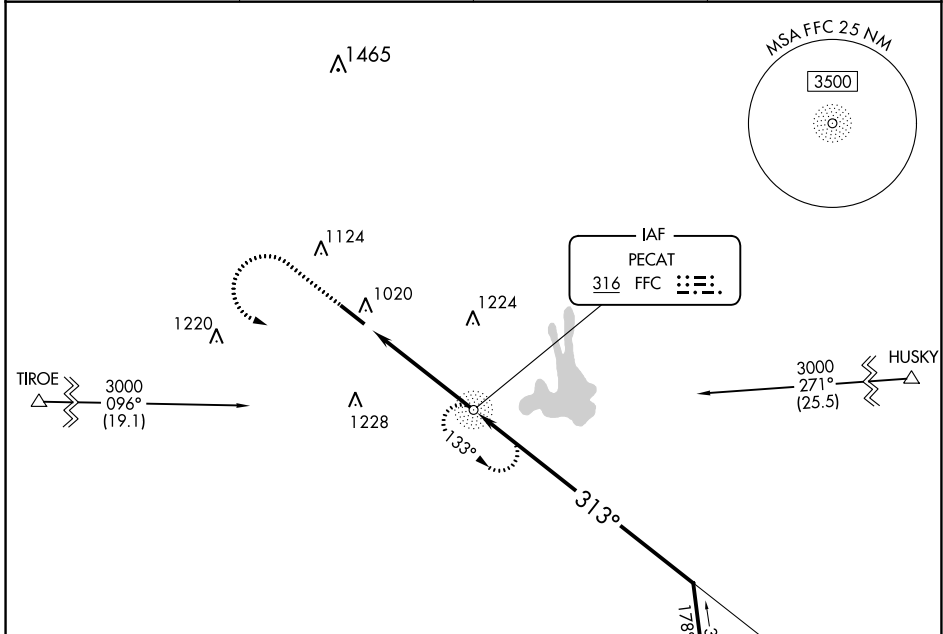 1465
MSA FFC 25 NM
3500
1124
IAF
PECAT
316 FFC
1020
1224
1220
TIROE
3000
096°
(19.1)
1228
HUSKY
3000
271°
(25.5)
133°
313°
178°